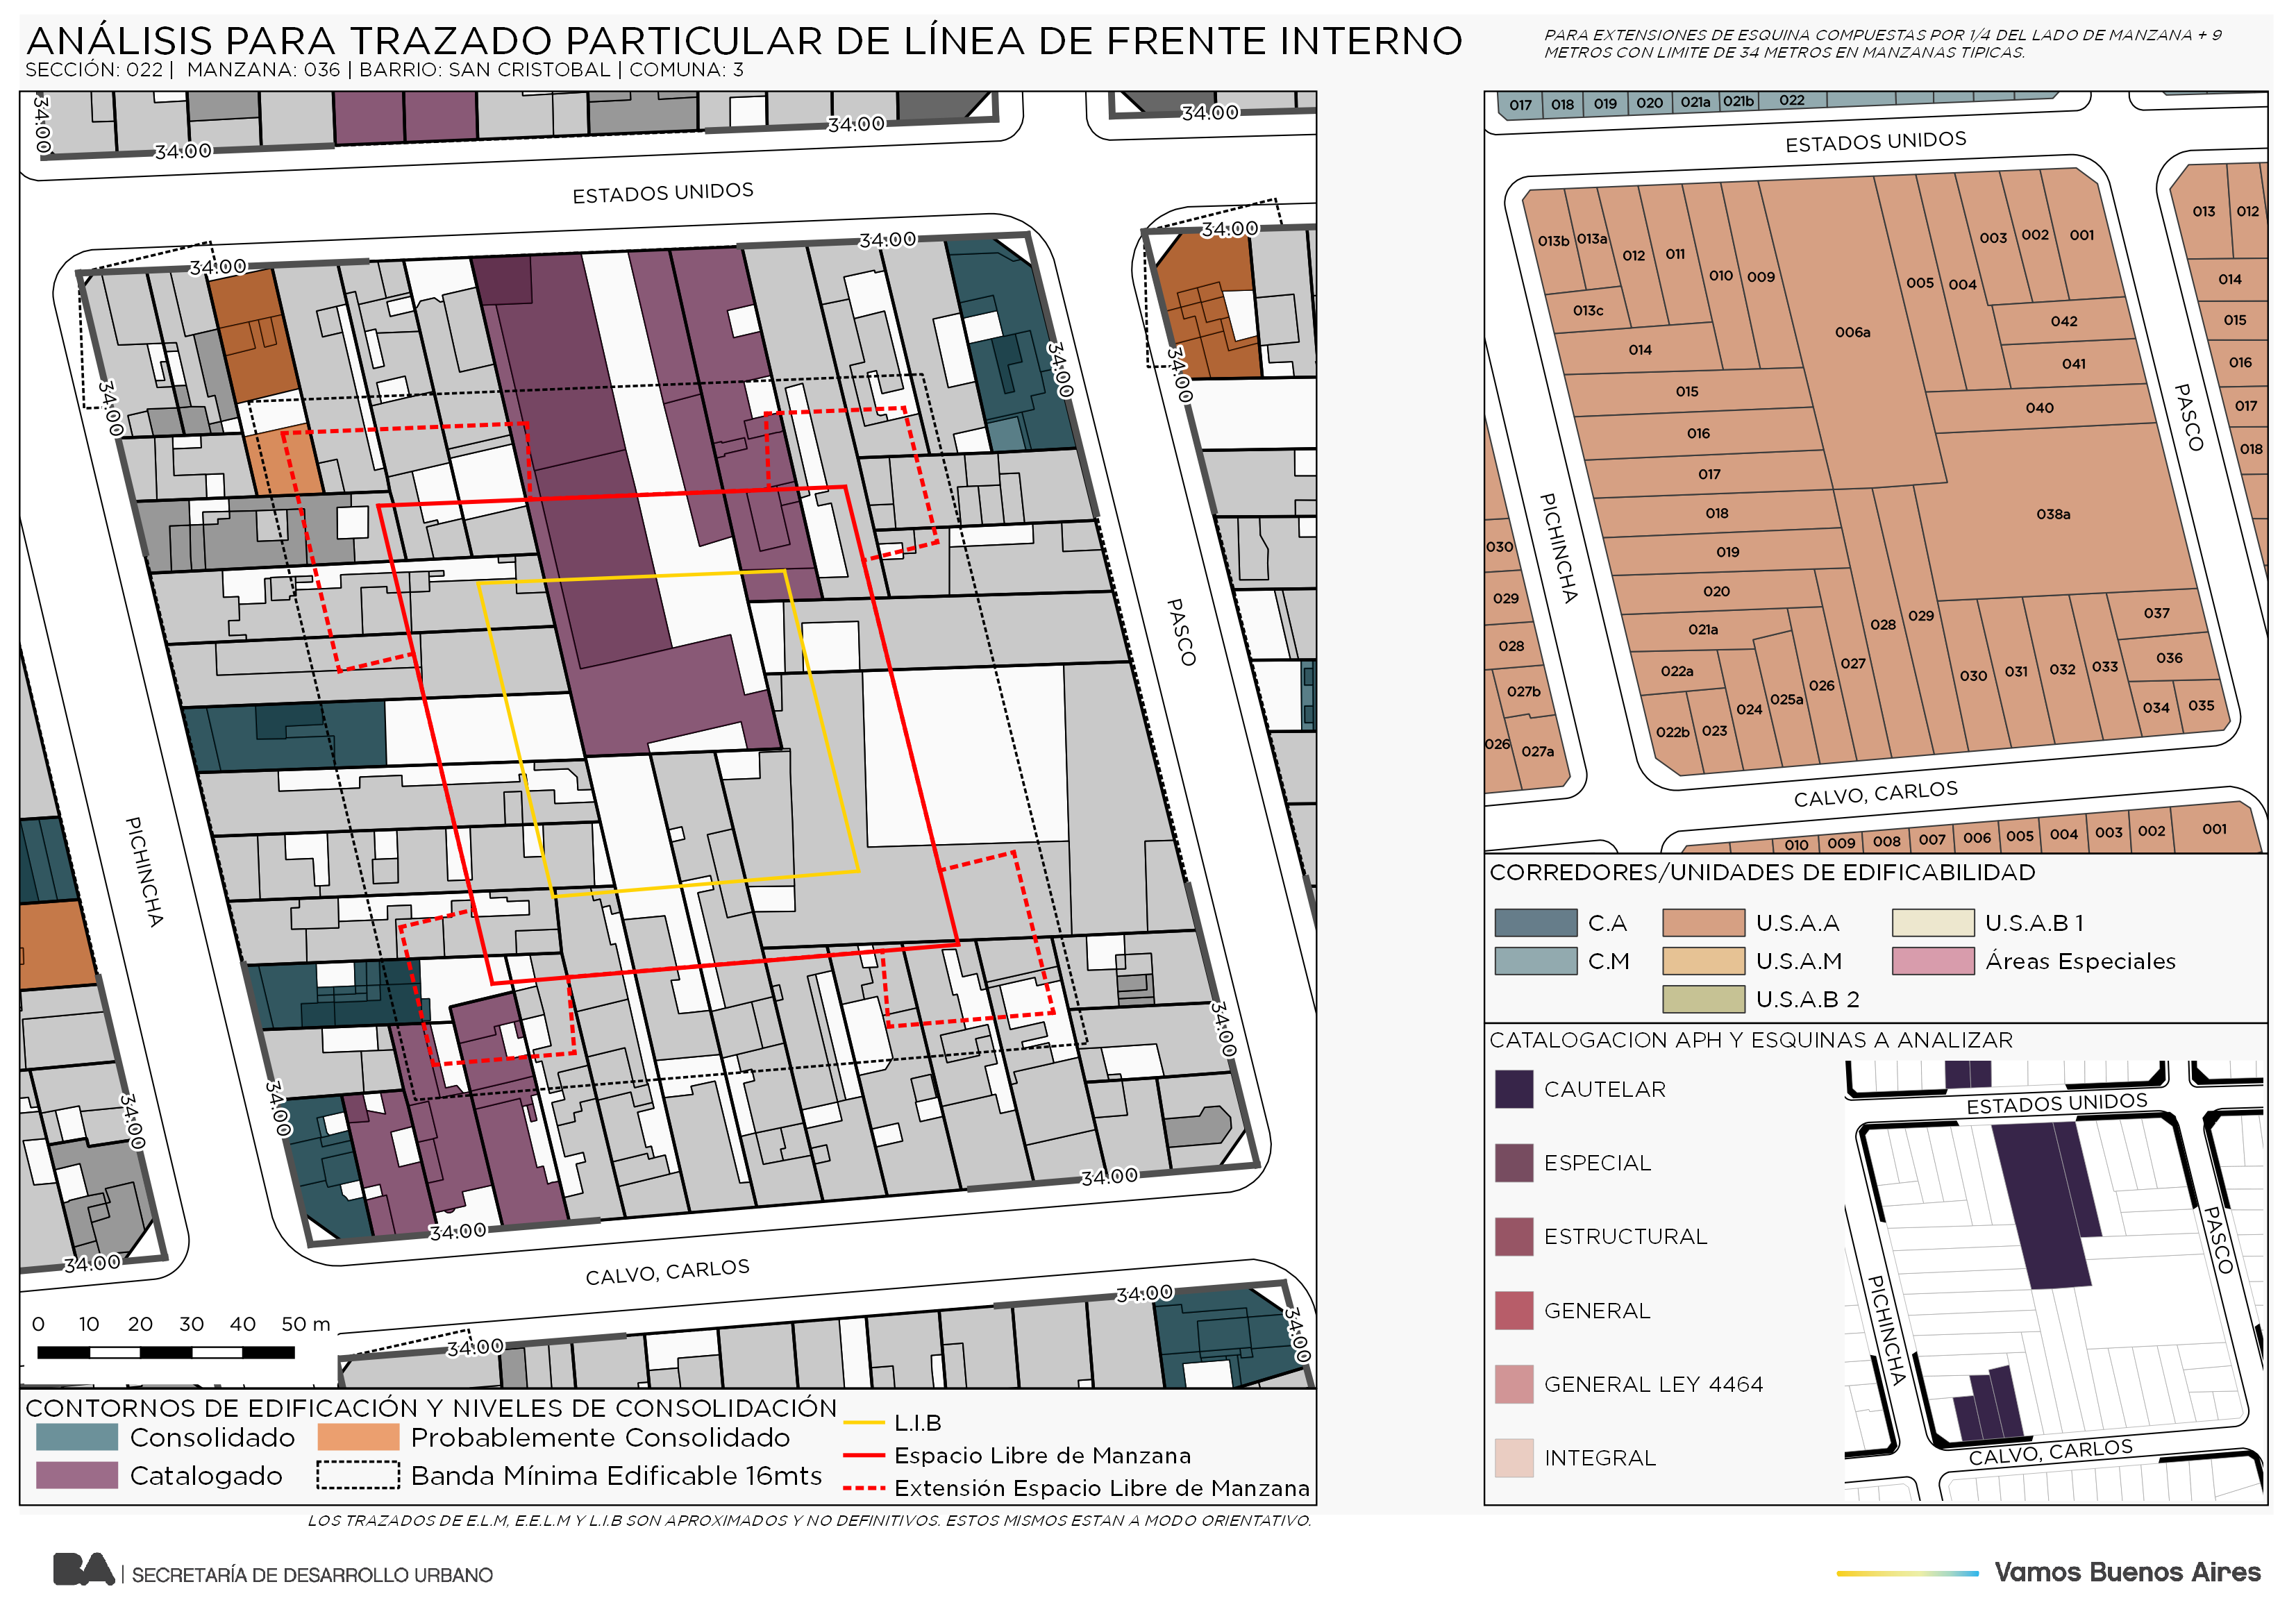 ANÁLISIS PARA TRAZADO PARTICULAR DE LÍNEA DE FRENTE INTERNO
SECCIÓN: 022 | MANZANA: 036 | BARRIO: SAN CRISTOBAL | COMUNA: 3
PARA EXTENSIONES DE ESQUINA COMPUESTAS POR 1/4 DEL LADO DE MANZANA + 9
METROS CON LIMITE DE 34 METROS EN MANZANAS TIPICAS.
34.00
34.00
34.00
34.00
ESTADOS UNIDOS
34.00
34.00
34.00
34.00
34.00
34.00
PASCO
PICHINCHA
34.00
34.00
34.00
34.00
34.00
34.00
CALVO, CARLOS
34.00
34.00
34.00
0 10 20 30 40 50 m
CONTORNOS DE EDIFICACIÓN Y NIVELES DE CONSOLIDACIÓN
Consolidado
Probablemente Consolidado
Catalogado
Banda Mínima Edificable 16mts
L.I.B
Espacio Libre de Manzana
Extensión Espacio Libre de Manzana
LOS TRAZADOS DE E.L.M, E.E.L.M Y L.I.B SON APROXIMADOS Y NO DEFINITIVOS. ESTOS MISMOS ESTAN A MODO ORIENTATIVO.
017 018 019 020 021a 021b 022
ESTADOS UNIDOS
013b 013a 012 011 010 009 006a 005 004 003 002 001
013 012
013c
042
014
014
041
015
015
040
016
016
017
017
018
PASCO
018
038a
PICHINCHA
019
030
020
029
021a
028
029
037
028
022a
027
030 031 032 033
036
027b
026
025a
024
034 035
022b 023
026 027a
CALVO, CARLOS
010 009 008 007 006 005 004 003 002 001
CORREDORES/UNIDADES DE EDIFICABILIDAD
C.A
U.S.A.A
U.S.A.B 1
C.M
U.S.A.M
Áreas Especiales
U.S.A.B 2
CATALOGACION APH Y ESQUINAS A ANALIZAR
CAUTELAR
ESPECIAL
ESTRUCTURAL
GENERAL
GENERAL LEY 4464
INTEGRAL
ESTADOS UNIDOS
PASCO
PICHINCHA
CALVO, CARLOS
BA | SECRETARÍA DE DESARROLLO URBANO
Vamos Buenos Aires